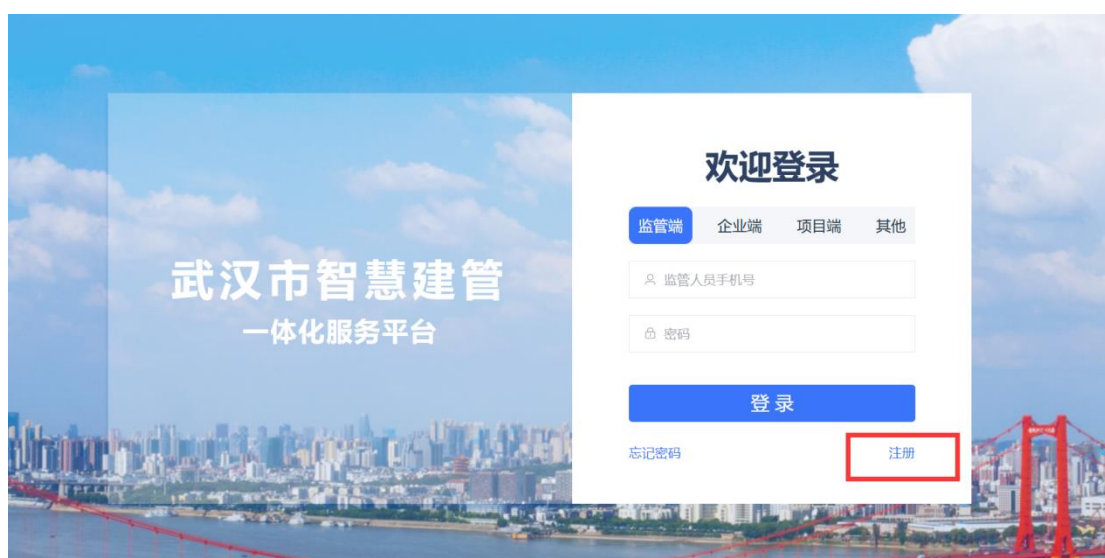 武汉市智慧建管
一体化服务平台
欢迎登录
监管端 企业端 项目端 其他
监管人员手机号
密码
登录
忘记密码 注册